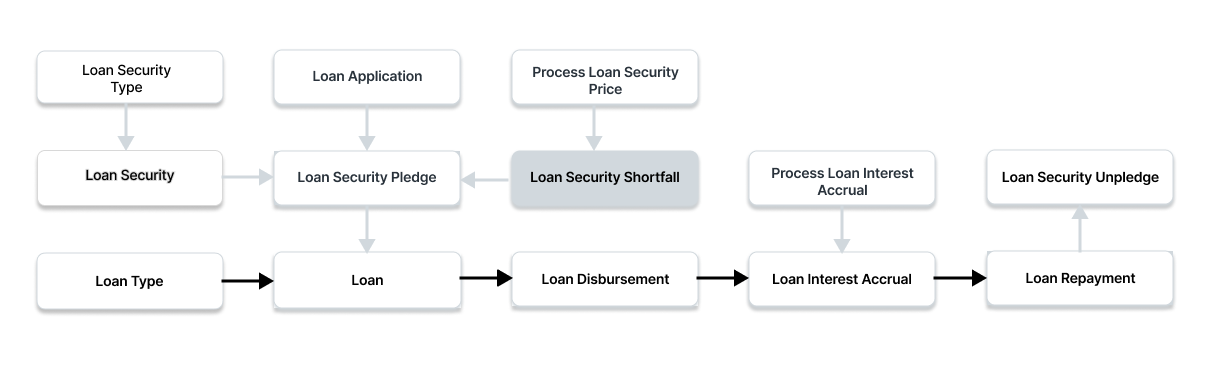 Loan Security
Type
Loan Application
Process Loan Security
Price
Loan Security
Loan Security Pledge
Loan Security Shortfall
Process Loan Interest
Accrual
Loan Security Unpledge
Loan Type
Loan
Loan Disbursement
Loan Interest Accrual
Loan Repayment